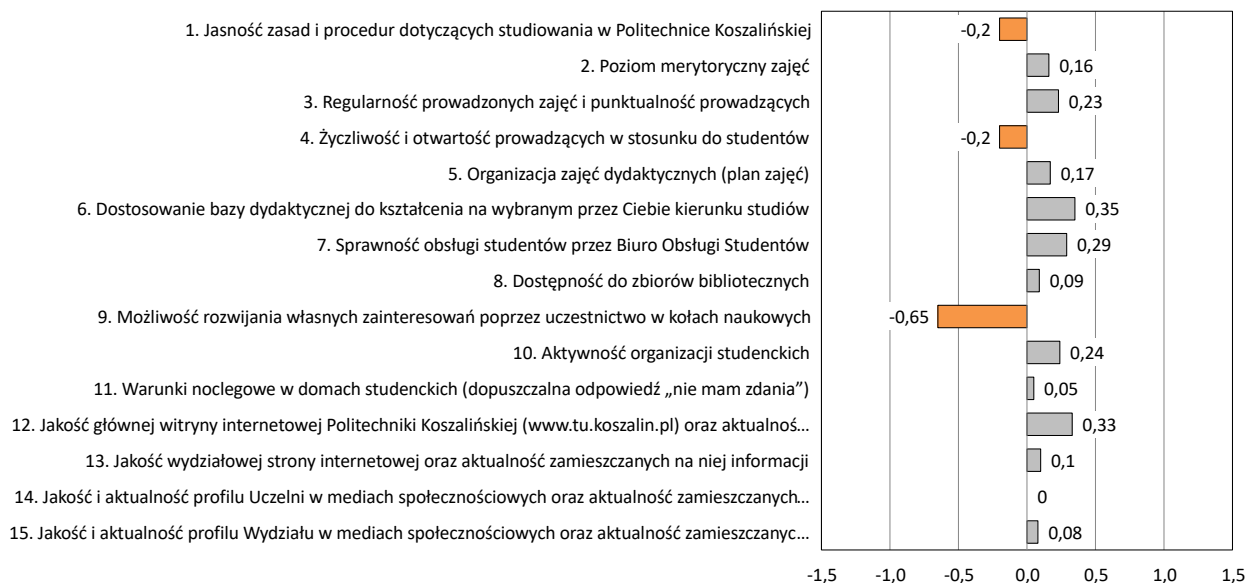 1. Jasność zasad i procedur dotyczących studiowania w Politechnice Koszalińskiej -0,2
2. Poziom merytoryczny zajęć 0,16
3. Regularność prowadzonych zajęć i punktualność prowadzących 0,23
4. Życzliwość i otwartość prowadzących w stosunku do studentów -0,2
5. Organizacja zajęć dydaktycznych (plan zajęć) 0,17
6. Dostosowanie bazy dydaktycznej do kształcenia na wybranym przez Ciebie kierunku studiów 0,35
7. Sprawność obsługi studentów przez Biuro Obsługi Studentów 0,29
8. Dostępność do zbiorów bibliotecznych 0,09
9. Możliwość rozwijania własnych zainteresowań poprzez uczestnictwo w kołach naukowych -0,65
10. Aktywność organizacji studenckich 0,24
11. Warunki noclegowe w domach studenckich (dopuszczalna odpowiedź „nie mam zdania”) 0,05
12. Jakość głównej witryny internetowej Politechniki Koszalińskiej (www.tu.koszalin.pl) oraz aktualnoś... 0,33
13. Jakość wydziałowej strony internetowej oraz aktualność zamieszczanych na niej informacji 0,1
14. Jakość i aktualność profilu Uczelni w mediach społecznościowych oraz aktualność zamieszczanych... 0
15. Jakość i aktualność profilu Wydziału w mediach społecznościowych oraz aktualność zamieszczanyc... 0,08
-1,5 -1,0 -0,5 0,0 0,5 1,0 1,5